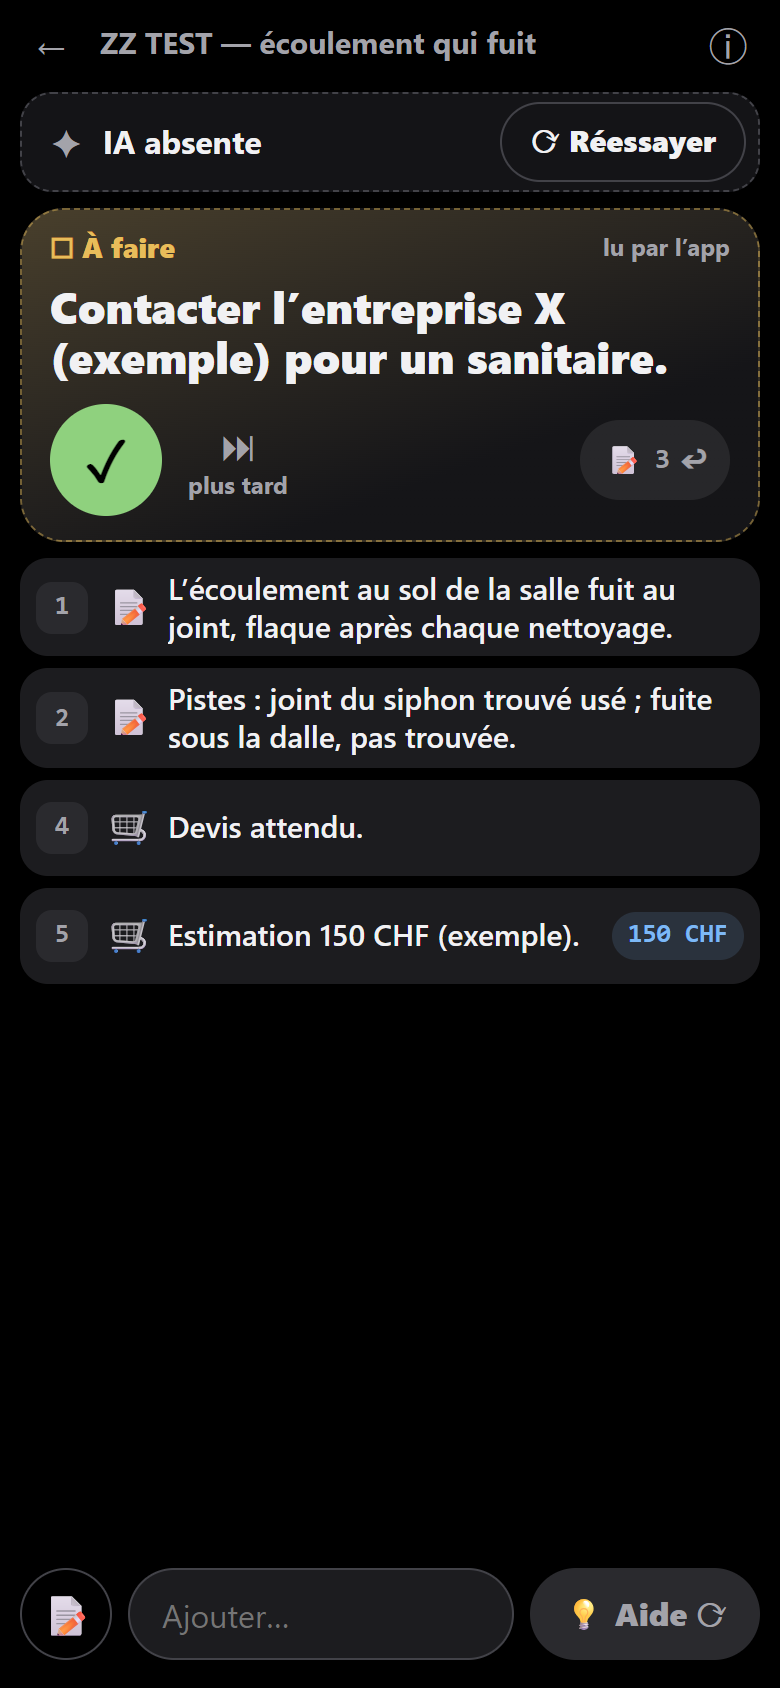 ← ZZ TEST — écoulement qui fuit ⓘ
✦ IA absente ⟳ Réessayer
☐ À faire lu par l’app
Contacter l’entreprise X
(exemple) pour un sanitaire.
✓ ⏭ 📝 3 ↩
plus tard
1 📝 L’écoulement au sol de la salle fuit au
joint, flaque après chaque nettoyage.
2 📝 Pistes : joint du siphon trouvé usé ; fuite
sous la dalle, pas trouvée.
4 🛒 Devis attendu.
5 🛒 Estimation 150 CHF (exemple). 150 CHF
📝 Ajouter… 💡 Aide ⟳